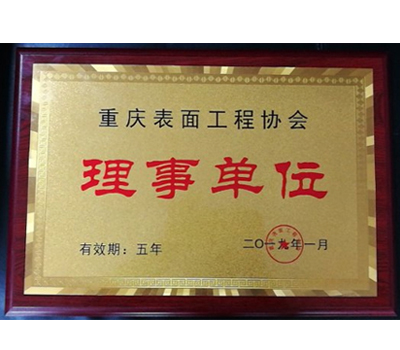 重庆表面工程协会
理事单位
有效期：五年
二〇一九年一月